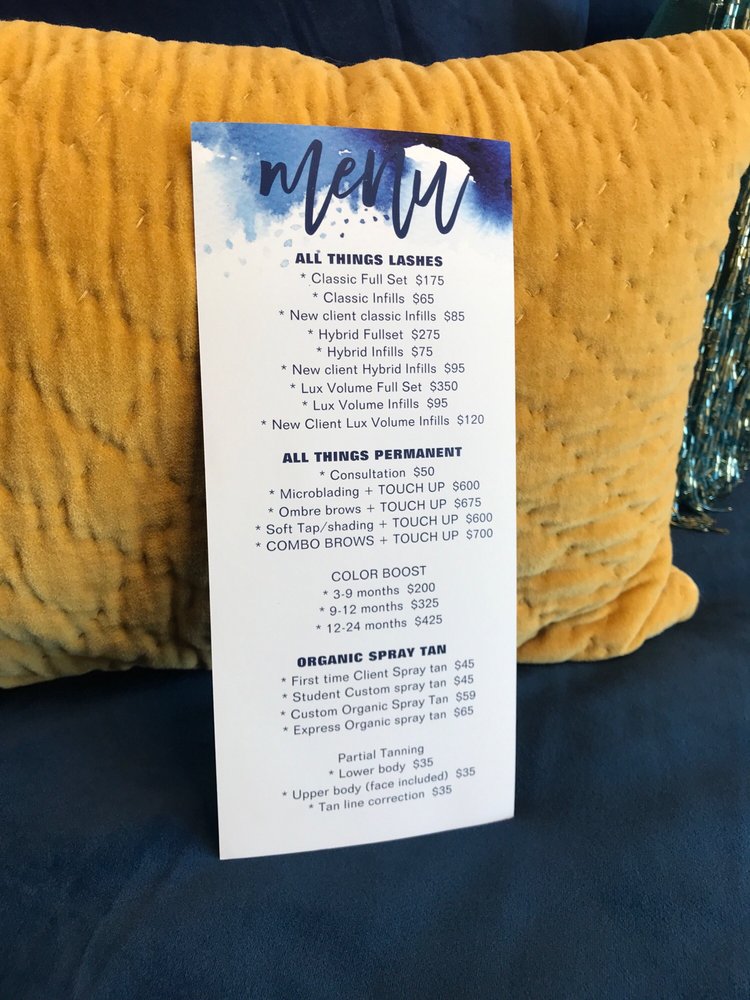 menu
ALL THINGS LASHES
* Classic Full Set $175
* Classic Infills $65
* New client classic Infills $85
* Hybrid Fullset $275
* Hybrid Infills $75
* New client Hybrid Infills $95
* Lux Volume Full Set $350
* Lux Volume Infills $95
* New Client Lux Volume Infills $120
ALL THINGS PERMANENT
* Consultation $50
* Microblading + TOUCH UP $600
* Ombre brows + TOUCH UP $675
* Soft Tap/shading + TOUCH UP $600
* COMBO BROWS + TOUCH UP $700
COLOR BOOST
* 3-9 months $200
* 9-12 months $325
* 12-24 months $425
ORGANIC SPRAY TAN
* First time Client Spray tan $45
* Student Custom spray tan $45
* Custom Organic Spray Tan $59
* Express Organic spray tan $65
Partial Tanning
* Lower body $35
* Upper body (face included) $35
* Tan line correction $35